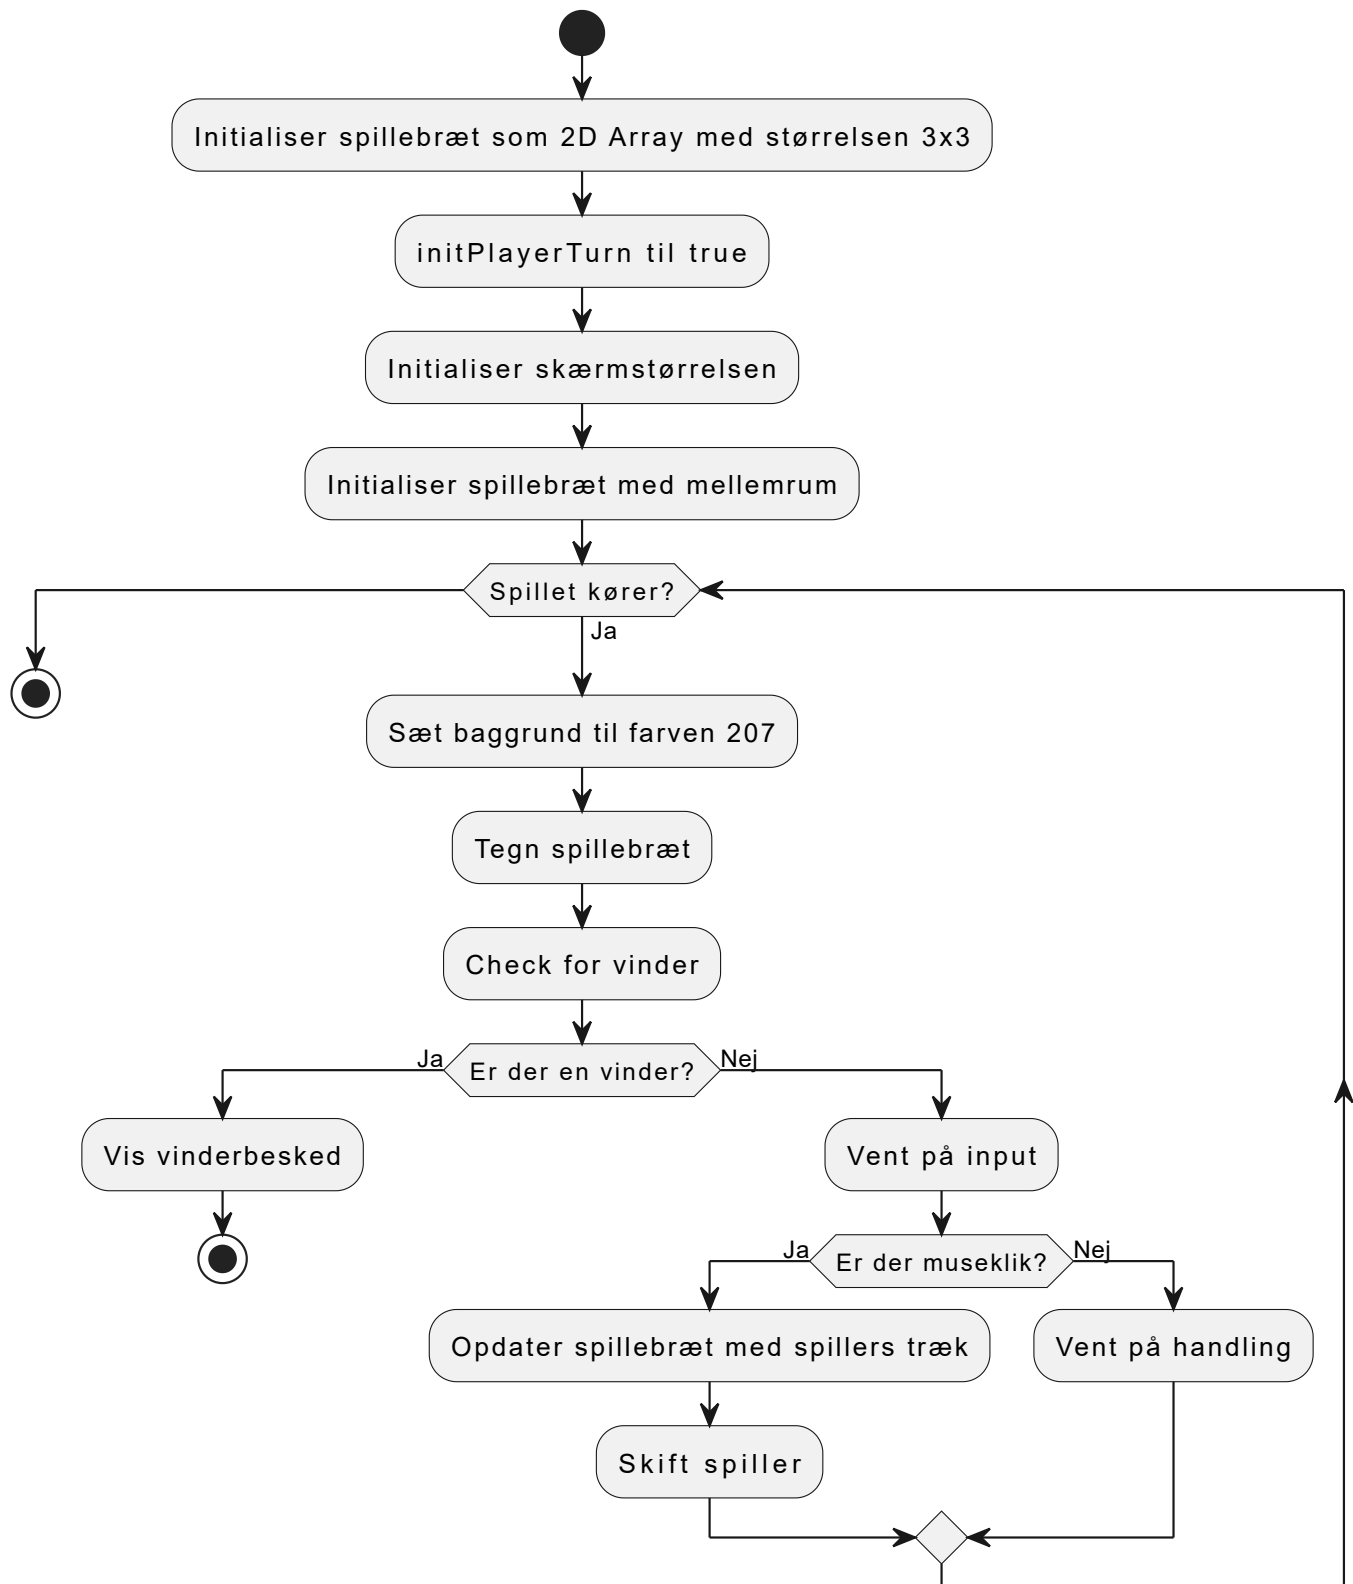 Initialiser spillebræt som 2D Array med størrelsen 3x3
initPlayerTurn til true
Initialiser skærmstørrelsen
Initialiser spillebræt med mellemrum
Spillet kører?
Ja
Sæt baggrund til farven 207
Tegn spillebræt
Check for vinder
Ja
Er der en vinder?
Nej
Vis vinderbesked
Vent på input
Ja
Er der museklik?
Nej
Opdater spillebræt med spillers træk
Vent på handling
Skift spiller